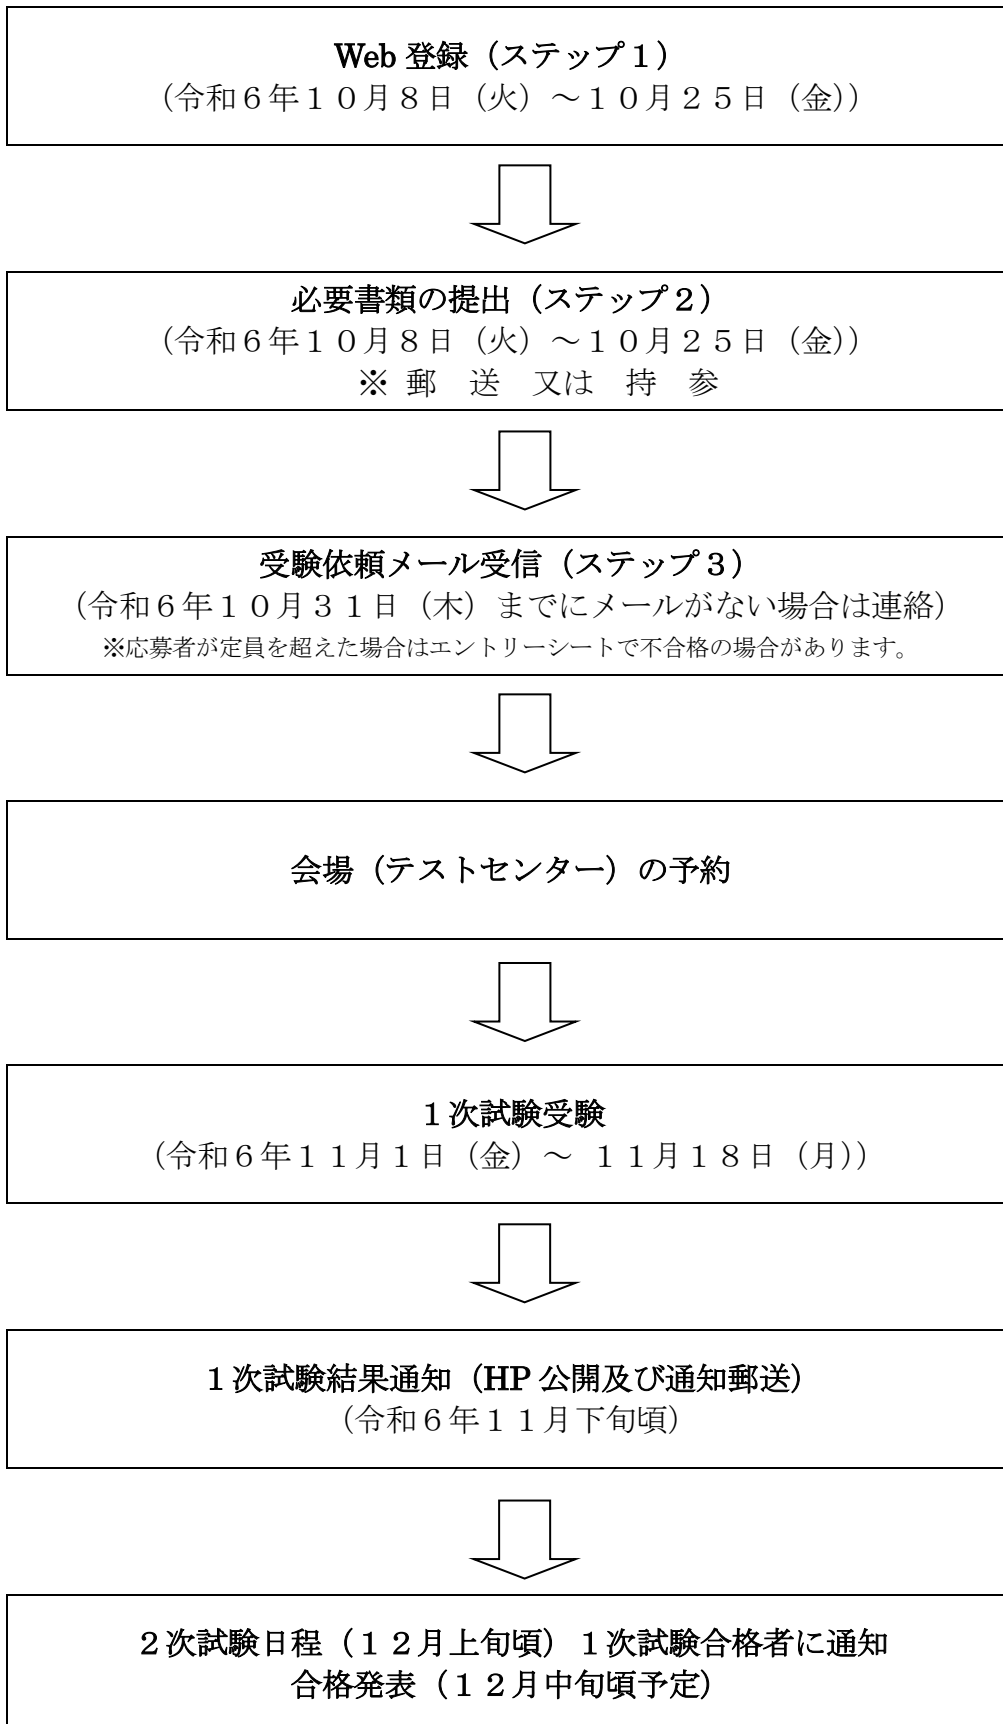 Web 登録（ステップ１）
（令和６年１０月８日（火）～１０月２５日（金））
必要書類の提出（ステップ２）
（令和６年１０月８日（火）～１０月２５日（金））
※ 郵　送　又は　持　参
受験依頼メール受信（ステップ３）
（令和６年１０月３１日（木）までにメールがない場合は連絡）
※応募者が定員を超えた場合はエントリーシートで不合格の場合があります。
会場（テストセンター）の予約
１次試験受験
（令和６年１１月１日（金）～ １１月１８日（月））
１次試験結果通知（HP 公開及び通知郵送）
（令和６年１１月下旬頃）
２次試験日程（１２月上旬頃）１次試験合格者に通知
合格発表（１２月中旬頃予定）